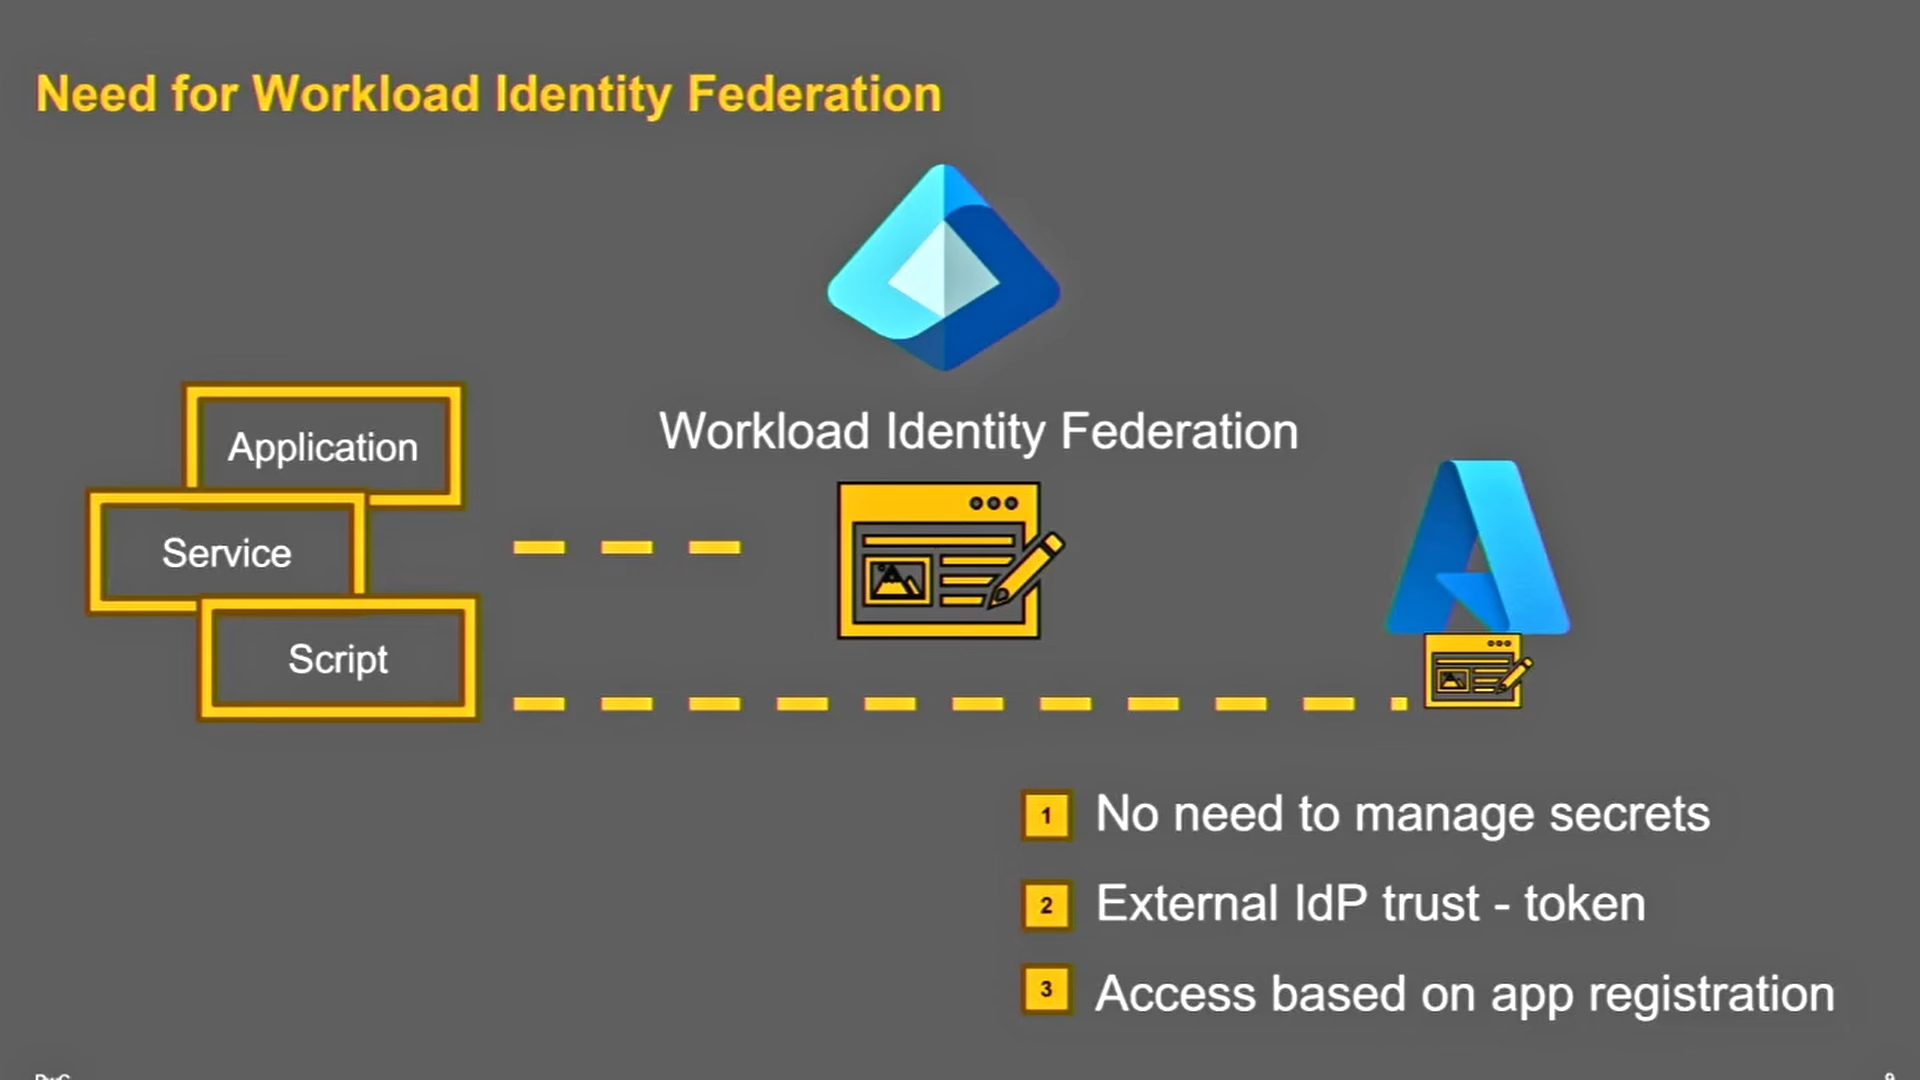 Need for Workload Identity Federation
Application
Service
Script
Workload Identity Federation
1 No need to manage secrets
2 External IdP trust - token
3 Access based on app registration